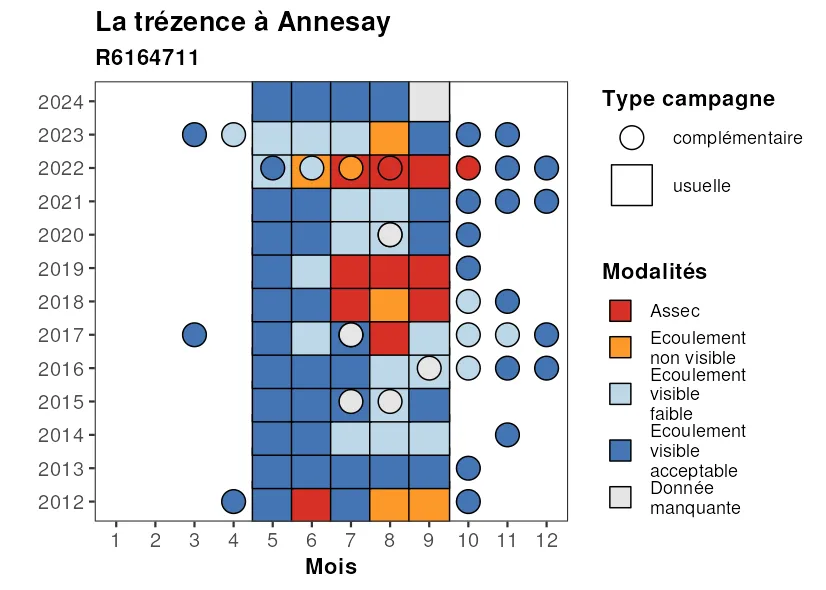 La trézence à Annesay
R6164711
2024
2023
2022
2021
2020
2019
2018
2017
2016
2015
2014
2013
2012
1 2 3 4 5 6 7 8 9 10 11 12
Mois
Type campagne
complémentaire
usuelle
Modalités
Assec
Ecoulement
non visible
Ecoulement
visible
faible
Ecoulement
visible
acceptable
Donnée
manquante